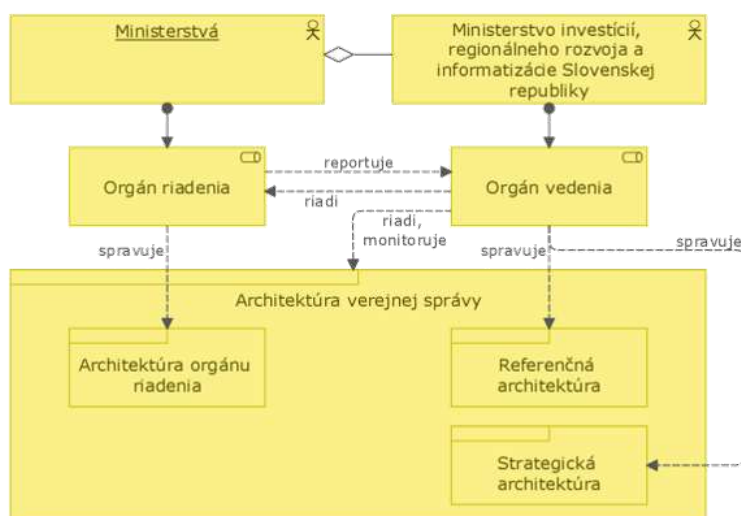 Ministerstvá
Ministerstvo investícií,
regionálneho rozvoja a
informatizácie Slovenskej
republiky
Orgán riadenia
reportuje
riadi
Orgán vedenia
riadi,
monitoruje
spravuje
spravuje
spravuje
Architektúra verejnej správy
Architektúra orgánu
riadenia
Referenčná
architektúra
Strategická
architektúra